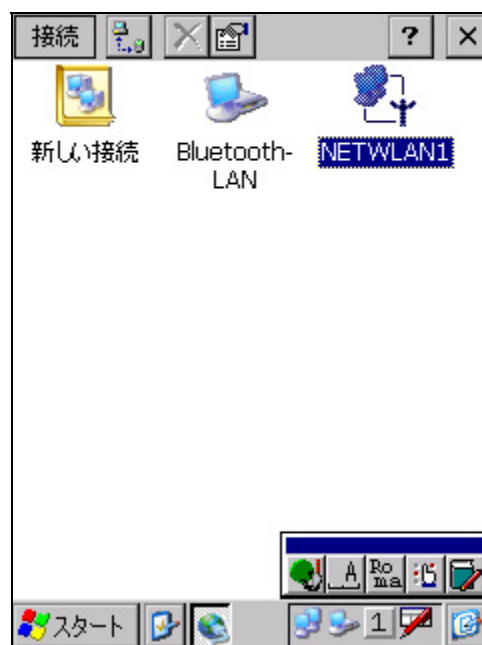 接続
?
×
新しい接続
Bluetooth-
LAN
NETWLAN1
A
Ro
ma
スタート
1